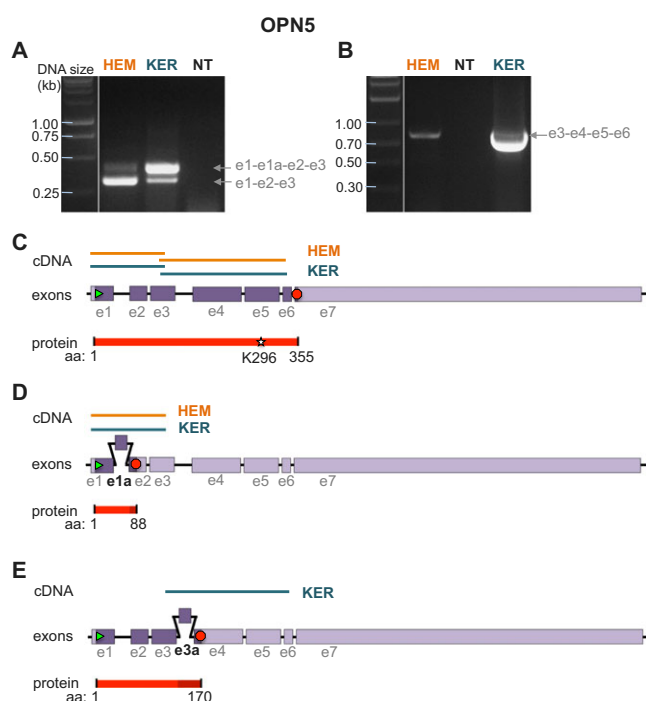 OPN5
A
DNA size
(kb)
HEM KER NT
1.00
0.75
0.50
0.25
e1-e1a-e2-e3
e1-e2-e3
B
HEM NT KER
1.00
0.70
0.50
0.30
e3-e4-e5-e6
C
cDNA
HEM
KER
exons
e1 e2 e3 e4 e5 e6 e7
protein
aa: 1 K296 355
D
cDNA
HEM
KER
exons
e1 e1a e2 e3 e4 e5 e6 e7
protein
aa: 1 88
E
cDNA
KER
exons
e1 e2 e3 e3a e4 e5 e6 e7
protein
aa: 1 170